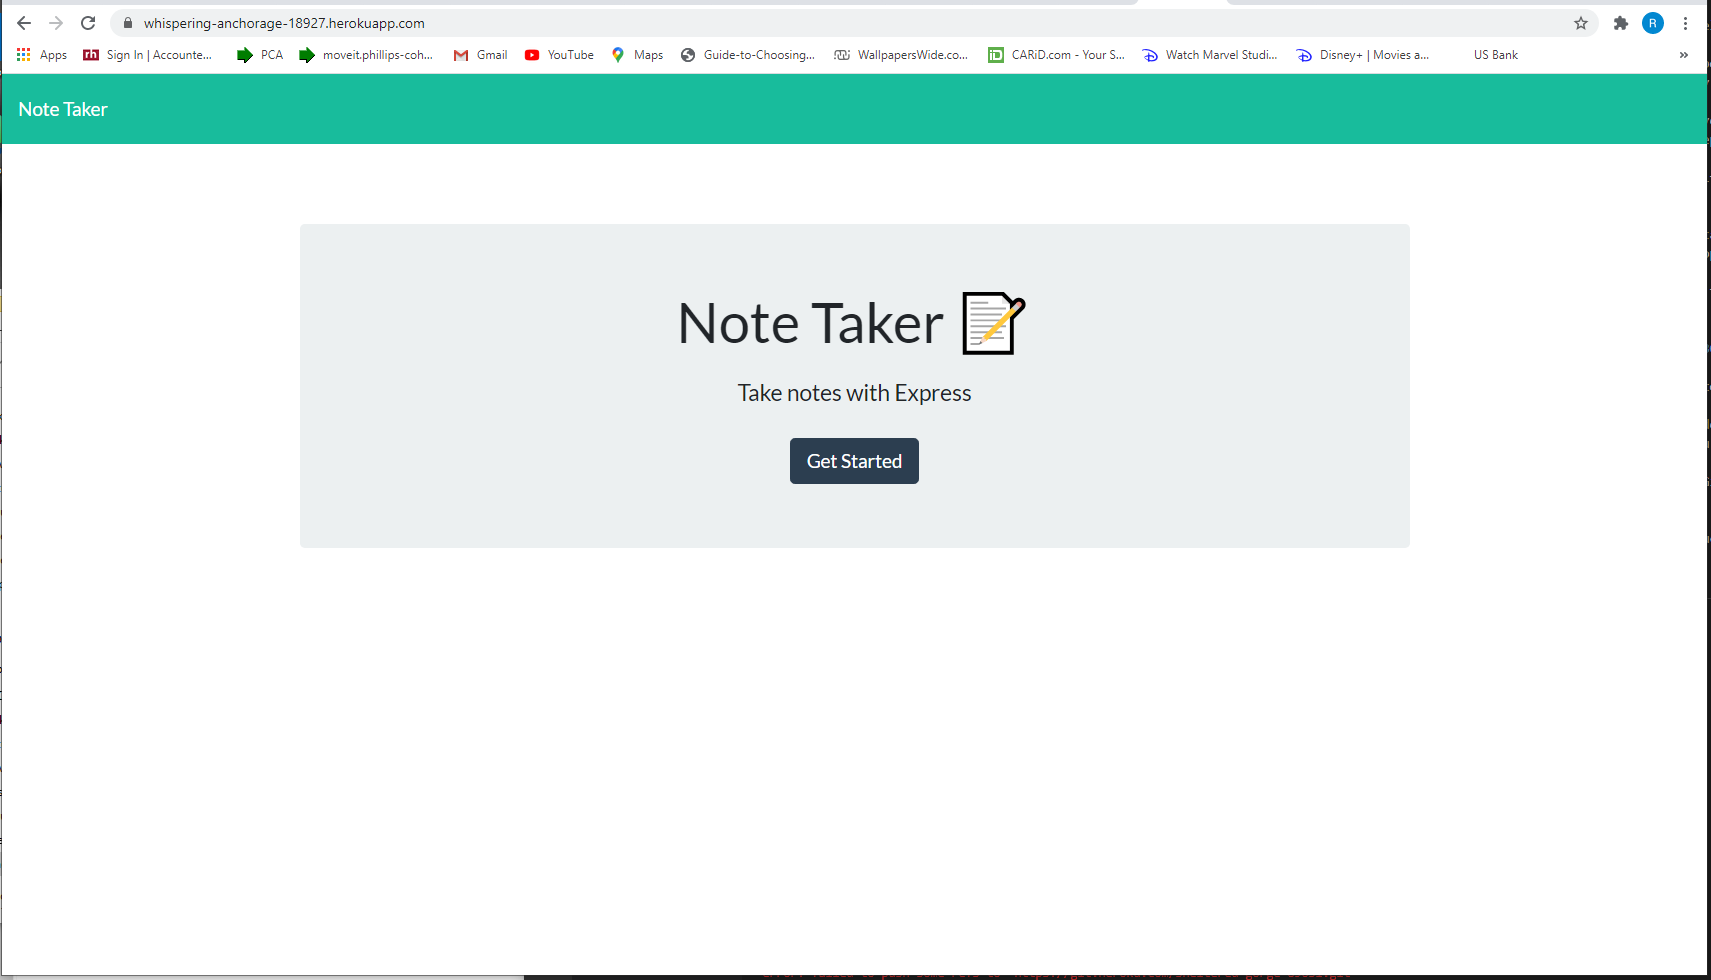 whispering-anchorage-18927.herokuapp.com
R
Apps rh Sign In | Accounte... PCA moveit.phillips-coh... Gmail YouTube Maps Guide-to-Choosing... WallpapersWide.co... iD CARiD.com - Your S... Watch Marvel Studi... Disney+ | Movies a... US Bank »
Note Taker
Note Taker
Take notes with Express
Get Started